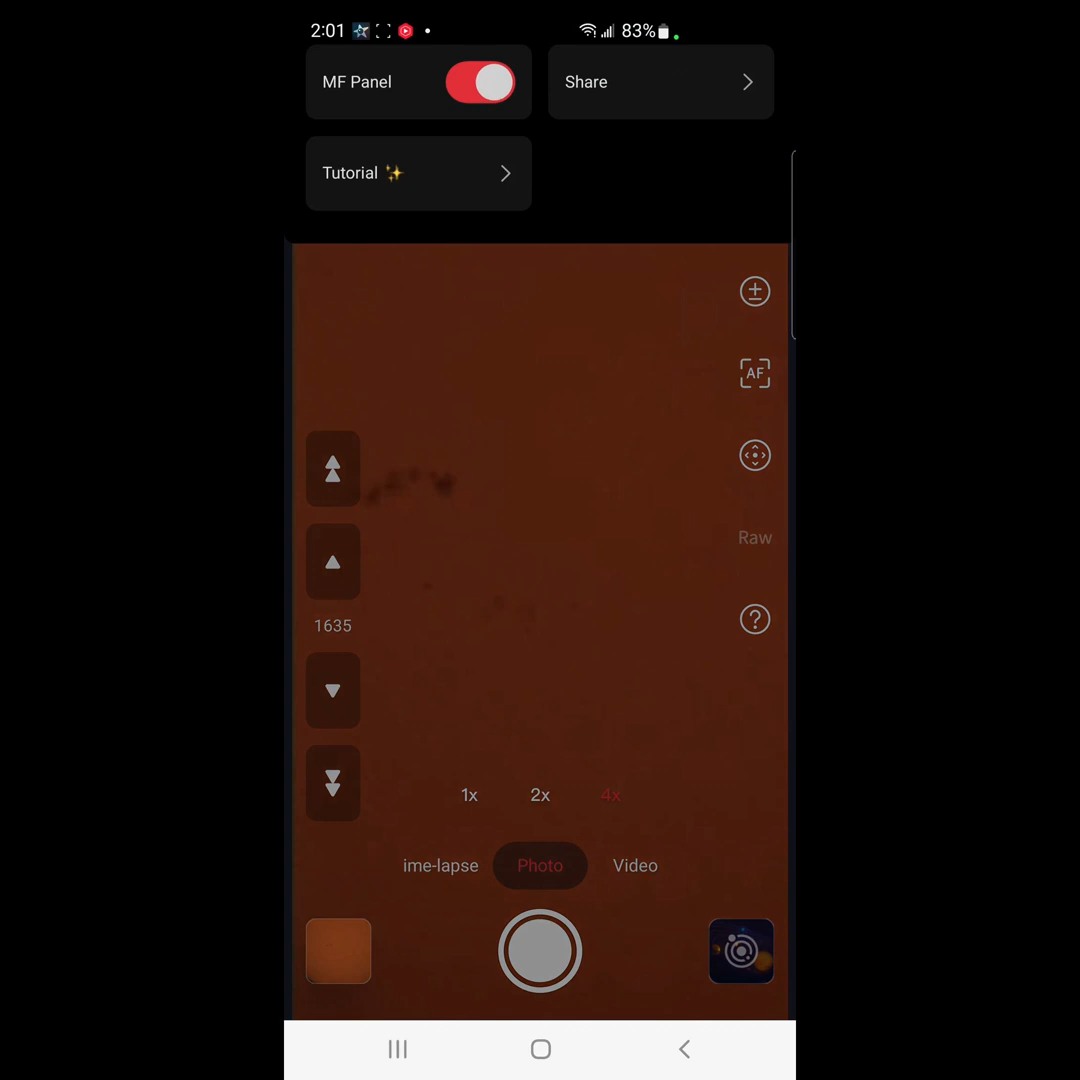 2:01
83%
MF Panel
Share
Tutorial ✨
AF
Raw
1635
1x 2x 4x
ime-lapse Photo Video